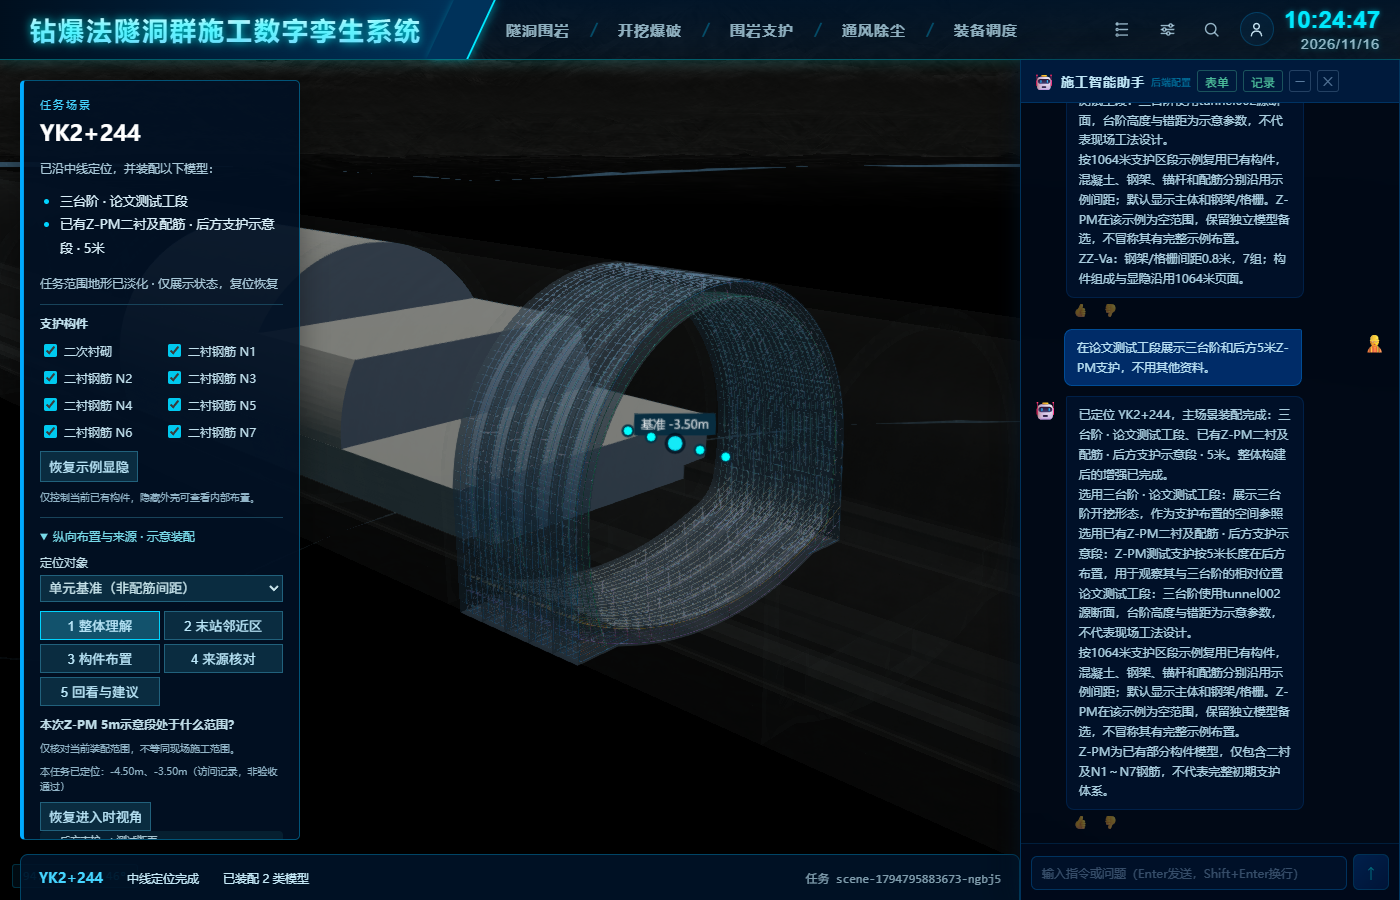 钻爆法隧洞群施工数字孪生系统
隧洞围岩 / 开挖爆破 / 围岩支护 / 通风除尘 / 装备调度
10:24:47
2026/11/16
任务场景
YK2+244
已沿中线定位，并装配以下模型：
三台阶 · 论文测试工段
已有Z-PM二衬及配筋 · 后方支护示意
段 · 5米
任务范围地形已淡化 · 仅展示状态，复位恢复
支护构件
二次衬砌 二衬钢筋 N1
二衬钢筋 N2 二衬钢筋 N3
二衬钢筋 N4 二衬钢筋 N5
二衬钢筋 N6 二衬钢筋 N7
恢复示例显隐
仅控制当前已有构件，隐藏外壳可查看内部布置。
▼ 纵向布置与来源 · 示意装配
定位对象
单元基准（非配筋间距）
1 整体理解 2 末站邻近区
3 构件布置 4 来源核对
5 回看与建议
本次Z-PM 5m示意段处于什么范围?
仅核对当前装配范围，不等同现场施工范围。
本任务已定位：-4.50m、-3.50m（访问记录，非验收
通过）
恢复进入时视角
基准 -3.50m
YK2+244 中线定位完成 已装配 2 类模型
任务 scene-1794795883673-ngbj5
施工智能助手 后端配置 表单 记录
面，台阶高度与错距为示意参数，不代
表现场工法设计。
按1064米支护区段示例复用已有构件，
混凝土、钢架、锚杆和配筋分别沿用示
例间距；默认显示主体和钢架/格栅。Z-
PM在该示例为空范围，保留独立模型备
选，不冒称其有完整示例布置。
ZZ-Va：钢架/格栅间距0.8米，7组；构
件组成与显隐沿用1064米页面。
在论文测试工段展示三台阶和后方5米Z-
PM支护，不用其他资料。
已定位 YK2+244，主场景装配完成：三
台阶 · 论文测试工段、已有Z-PM二衬及
配筋 · 后方支护示意段 · 5米。整体构建
后的增强已完成。
选用三台阶 · 论文测试工段：展示三台
阶开挖形态，作为支护布置的空间参照
选用已有Z-PM二衬及配筋 · 后方支护示
意段：Z-PM测试支护按5米长度在后方
布置，用于观察其与三台阶的相对位置
论文测试工段：三台阶使用tunnel002
源断面，台阶高度与错距为示意参数，
不代表现场工法设计。
按1064米支护区段示例复用已有构件，
混凝土、钢架、锚杆和配筋分别沿用示
例间距；默认显示主体和钢架/格栅。Z-
PM在该示例为空范围，保留独立模型备
选，不冒称其有完整示例布置。
Z-PM为已有部分构件模型，仅包含二衬
及N1～N7钢筋，不代表完整初期支护
体系。
输入指令或问题（Enter发送，Shift+Enter换行）